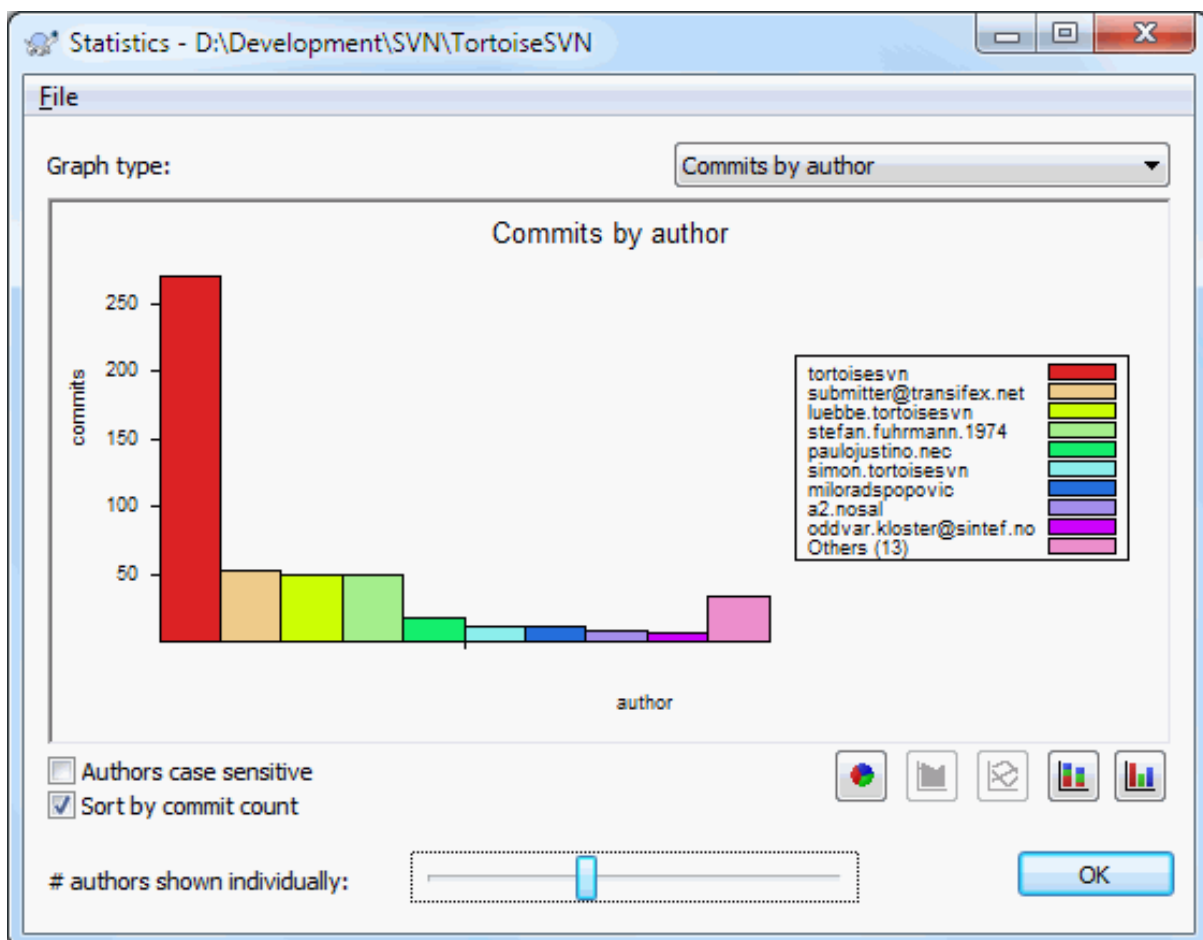 Statistics - D:\Development\SVN\TortoiseSVN
File
Graph type:
Commits by author
Commits by author
250
200
150
100
50
commits
author
tortoisesvn
submitter@transifex.net
luebbe.tortoisesvn
stefan.fuhrmann.1974
paulojustino.nec
simon.tortoisesvn
miloradspopovic
a2.nosal
oddvar.kloster@sintef.no
Others (13)
Authors case sensitive
Sort by commit count
# authors shown individually:
OK